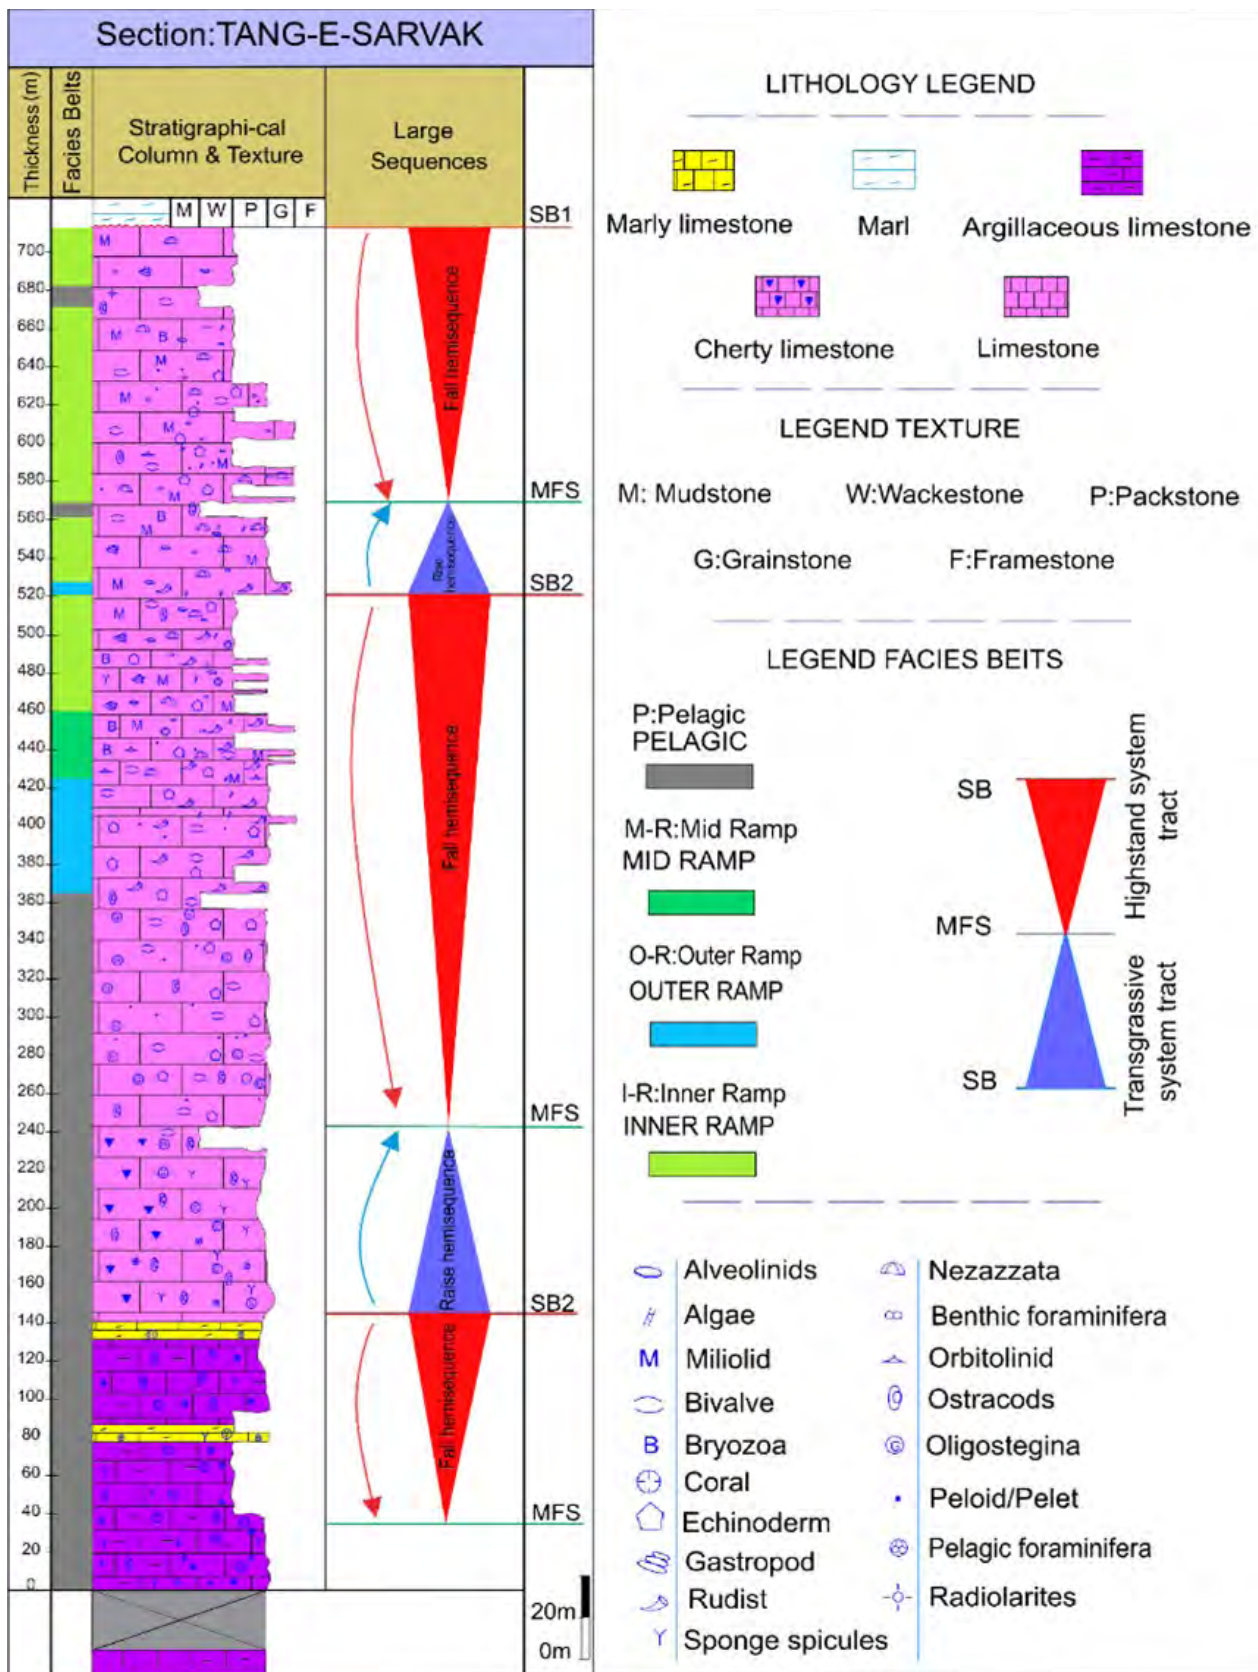 Section:TANG-E-SARVAK
Thickness (m)
Facies Belts
Stratigraphi-cal
Column & Texture
Large
Sequences
M W P G F
SB1
700
680
660
640
620
600
580
560
540
520
500
480
460
440
420
400
380
360
340
320
300
280
260
240
220
200
180
160
140
120
100
80
60
40
20
0
Fall hemisequence
MFS
Rise
hemisequence
SB2
Fall hemisequence
MFS
Raise hemisequence
SB2
Fall hemisequence
MFS
20m
0m
LITHOLOGY LEGEND
Marly limestone
Marl
Argillaceous limestone
Cherty limestone
Limestone
LEGEND TEXTURE
M: Mudstone
W:Wackestone
P:Packstone
G:Grainstone
F:Framestone
LEGEND FACIES BEITS
P:Pelagic
PELAGIC
M-R:Mid Ramp
MID RAMP
O-R:Outer Ramp
OUTER RAMP
I-R:Inner Ramp
INNER RAMP
SB
MFS
SB
Highstand system
tract
Transgrassive
system tract
Alveolinids
Algae
M Miliolid
Bivalve
B Bryozoa
Coral
Echinoderm
Gastropod
Rudist
Y Sponge spicules
Nezazzata
Benthic foraminifera
Orbitolinid
Ostracods
G Oligostegina
Peloid/Pelet
Pelagic foraminifera
Radiolarites